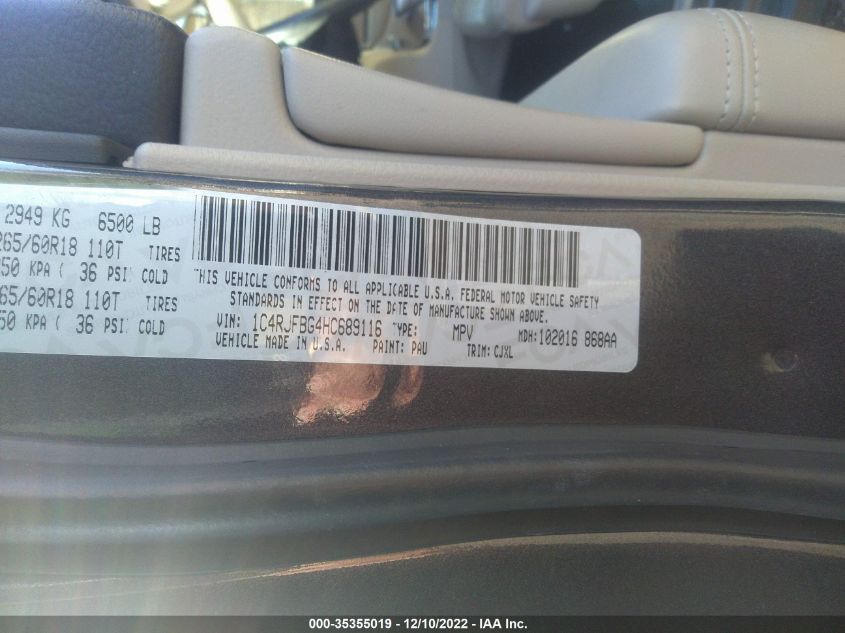 2949 KG 6500 LB
265/60R18 110T TIRES
250 KPA ( 36 PSI COLD
265/60R18 110T TIRES
250 KPA ( 36 PSI COLD
THIS VEHICLE CONFORMS TO ALL APPLICABLE U.S.A. FEDERAL MOTOR VEHICLE SAFETY
STANDARDS IN EFFECT ON THE DATE OF MANUFACTURE SHOWN ABOVE.
VIN: 1C4RJFBG4HC689116 TYPE: MPV MDH:102016 868AA
VEHICLE MADE IN U.S.A. PAINT: PAU TRIM: CJXL
000-35355019 - 12/10/2022 - IAA Inc.